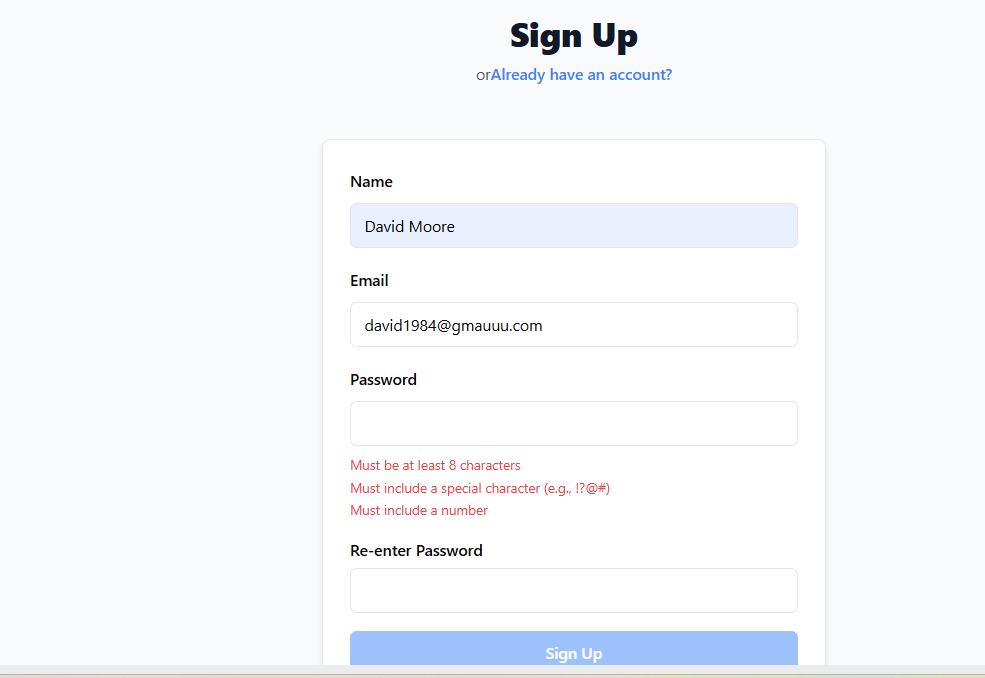 Sign Up
orAlready have an account?
Name
David Moore
Email
david1984@gmauuu.com
Password
Must be at least 8 characters
Must include a special character (e.g., !?@#)
Must include a number
Re-enter Password
Sign Up